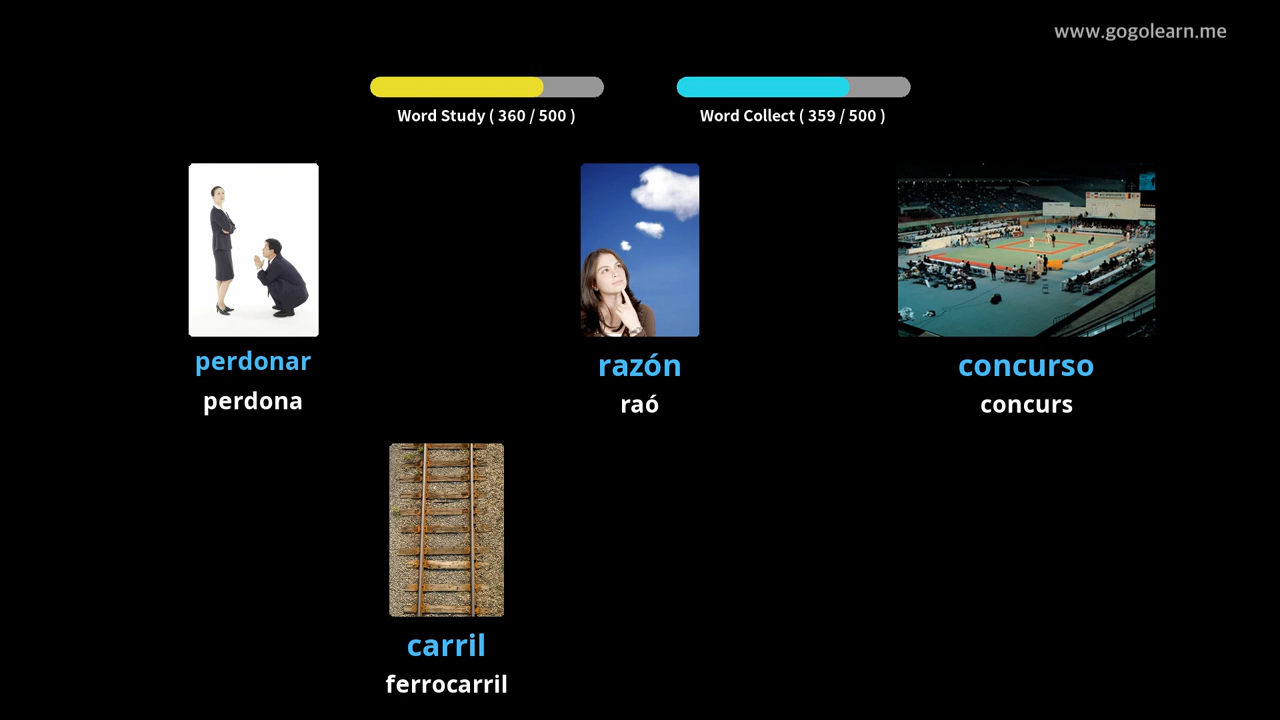 www.gogolearn.me
Word Study ( 360 / 500 )
Word Collect ( 359 / 500 )
perdonar
perdona
razón
raó
concurso
concurs
carril
ferrocarril